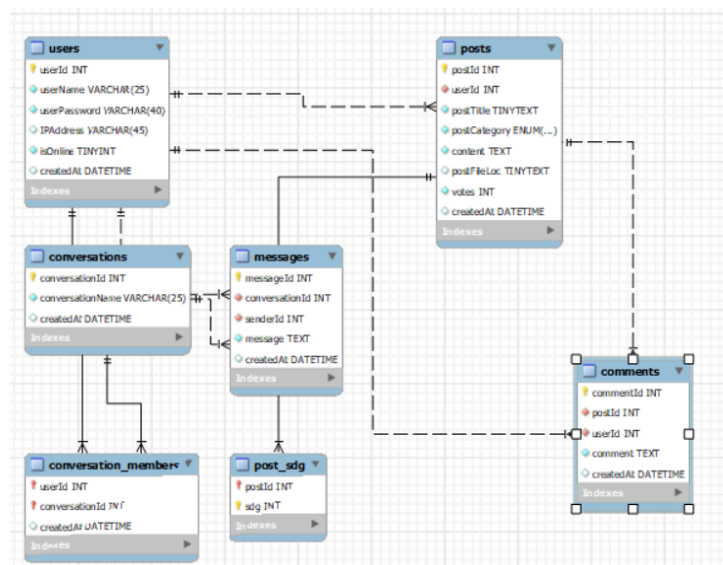 users
userId INT
userName VARCHAR(25)
userPassword VARCHAR(40)
IPAddress VARCHAR(45)
isOnline TINYINT
createdAt DATETIME
Indexes
posts
postId INT
userId INT
postTitle TINYTEXT
postCategory ENUM(...)
content TEXT
postFileLoc TINYTEXT
votes INT
createdAt DATETIME
Indexes
conversations
conversationId INT
conversationName VARCHAR(25)
createdAt DATETIME
Indexes
messages
messageId INT
conversationId INT
senderId INT
message TEXT
createdAt DATETIME
Indexes
comments
commentId INT
postId INT
userId INT
comment TEXT
createdAt DATETIME
Indexes
conversation_members
userId INT
conversationId INT
createdAt DATETIME
Indexes
post_sdg
postId INT
sdg INT
Indexes